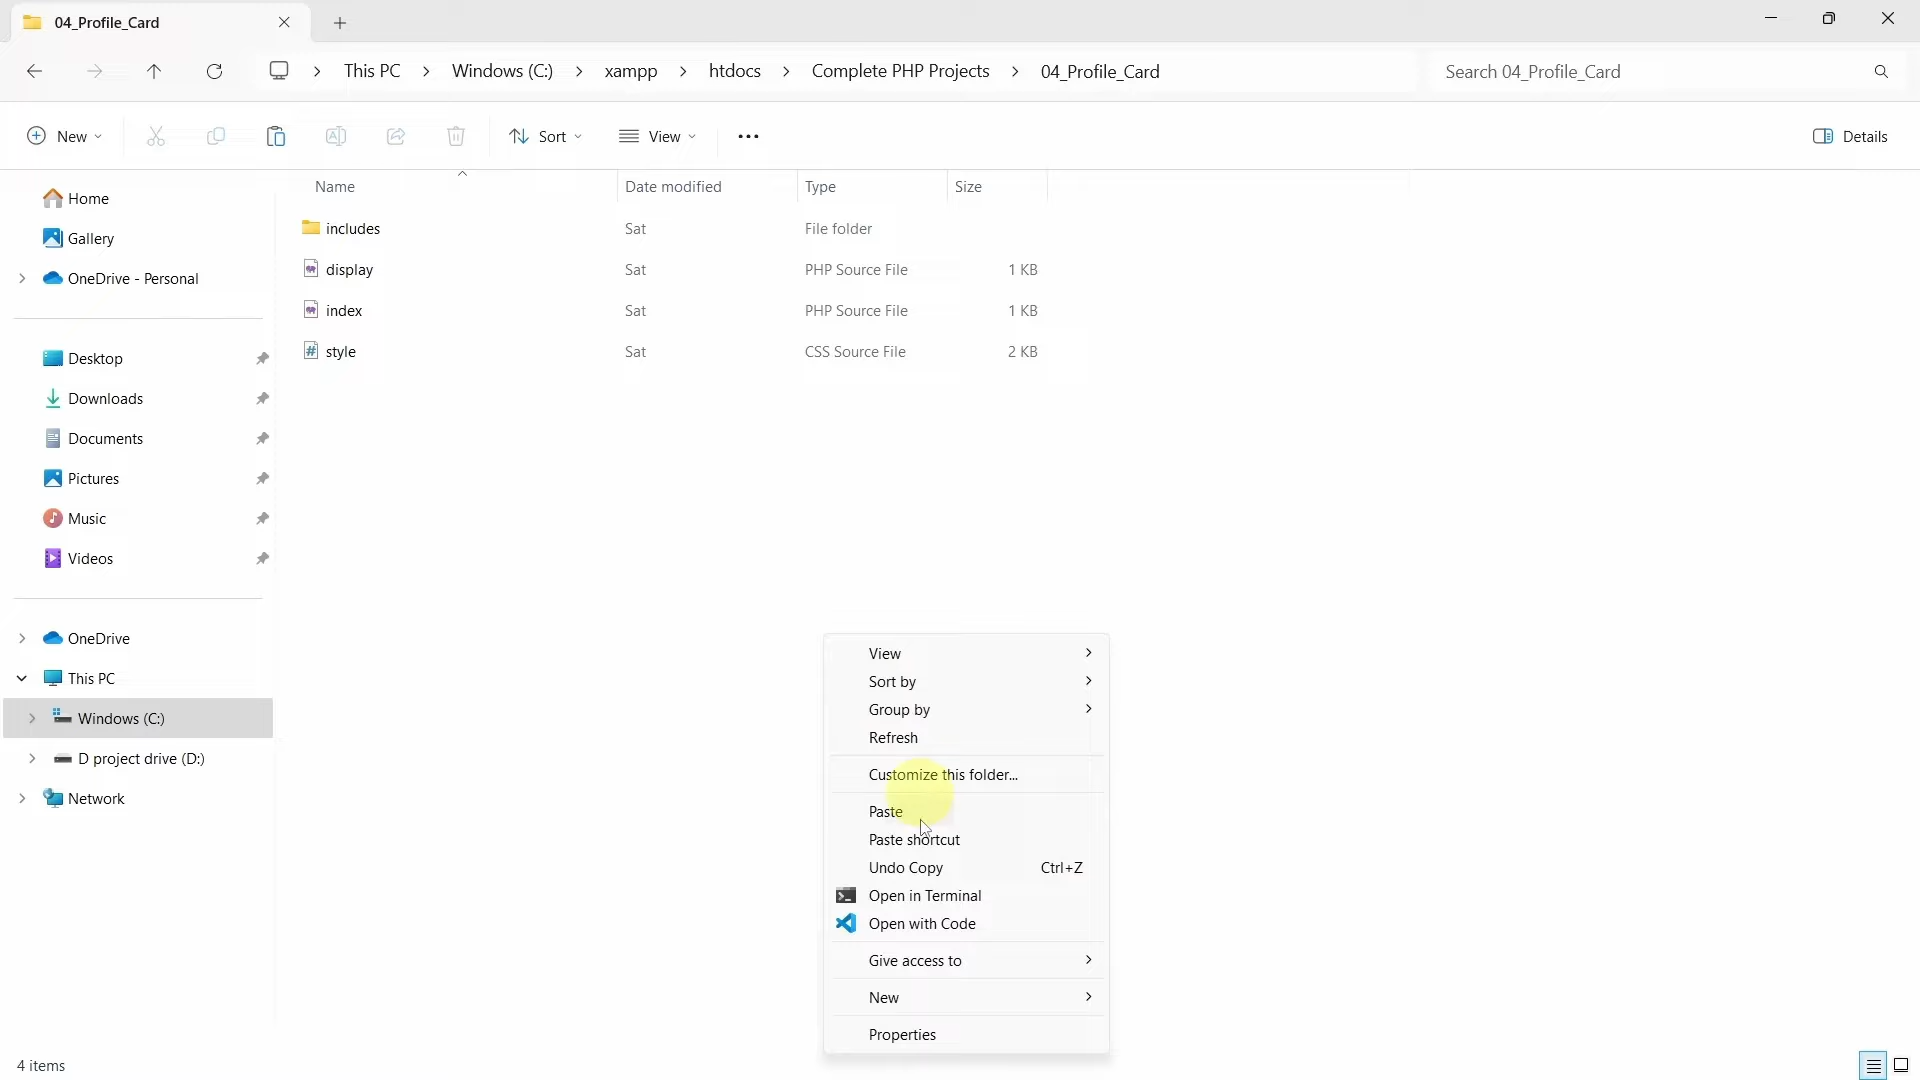 04_Profile_Card
This PC > Windows (C:) > xampp > htdocs > Complete PHP Projects > 04_Profile_Card
Search 04_Profile_Card
New
Sort
View
Details
Name Date modified Type Size
includes Sat File folder
display Sat PHP Source File 1 KB
index Sat PHP Source File 1 KB
style Sat CSS Source File 2 KB
Home
Gallery
OneDrive - Personal
Desktop
Downloads
Documents
Pictures
Music
Videos
OneDrive
This PC
Windows (C:)
D project drive (D:)
Network
View
Sort by
Group by
Refresh
Customize this folder...
Paste
Paste shortcut
Undo Copy Ctrl+Z
Open in Terminal
Open with Code
Give access to
New
Properties
4 items